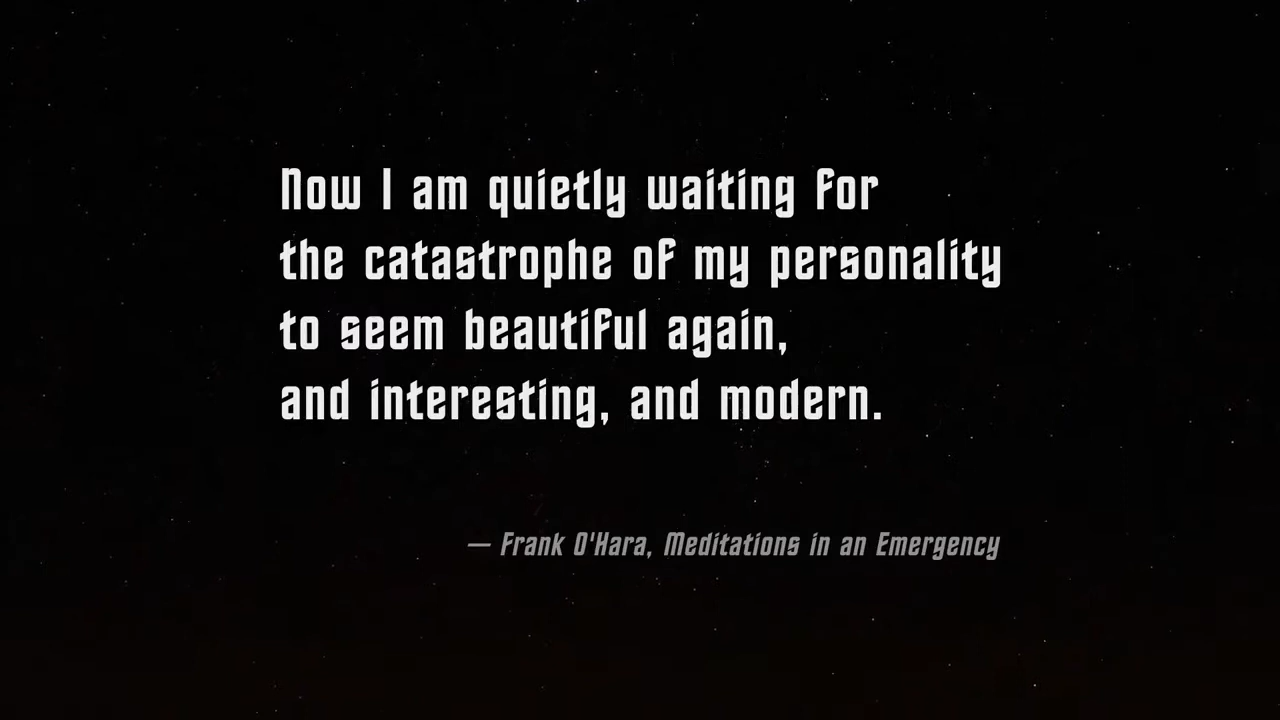 Now I am quietly waiting for
the catastrophe of my personality
to seem beautiful again,
and interesting, and modern.
— Frank O'Hara, Meditations in an Emergency